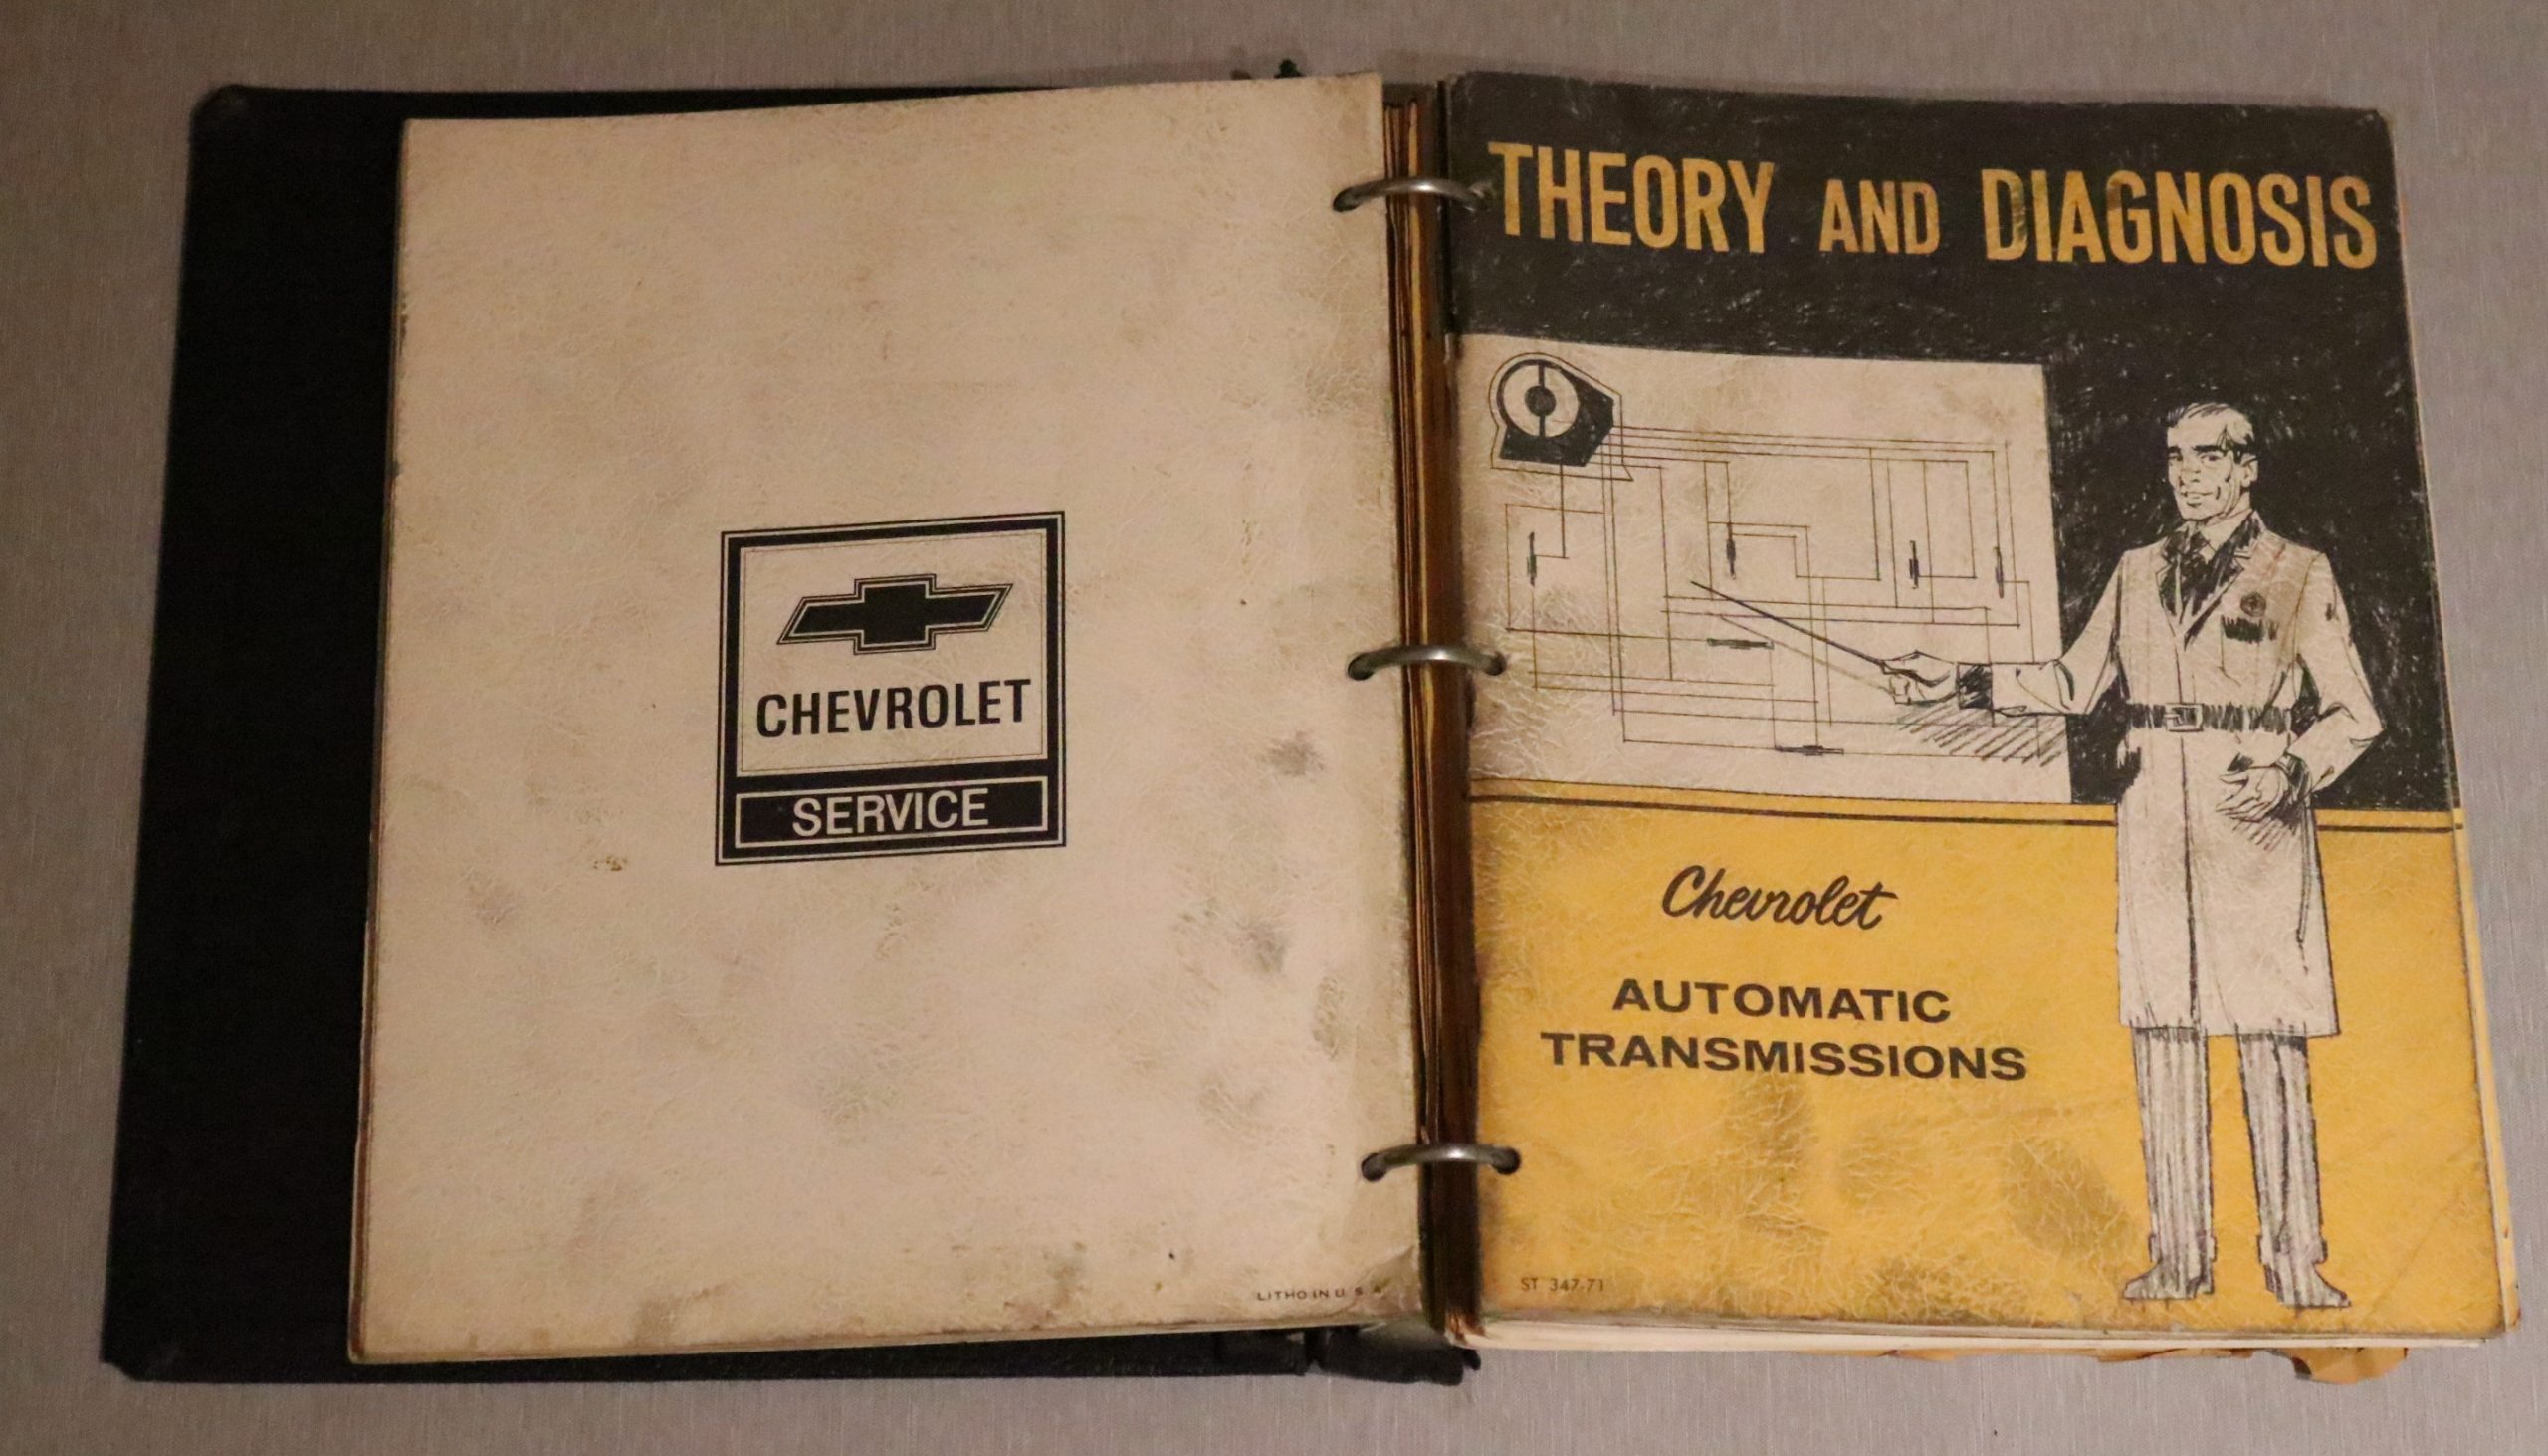 CHEVROLET
SERVICE
LITHO IN U S A
THEORY AND DIAGNOSIS
Chevrolet
AUTOMATIC
TRANSMISSIONS
ST 347-71